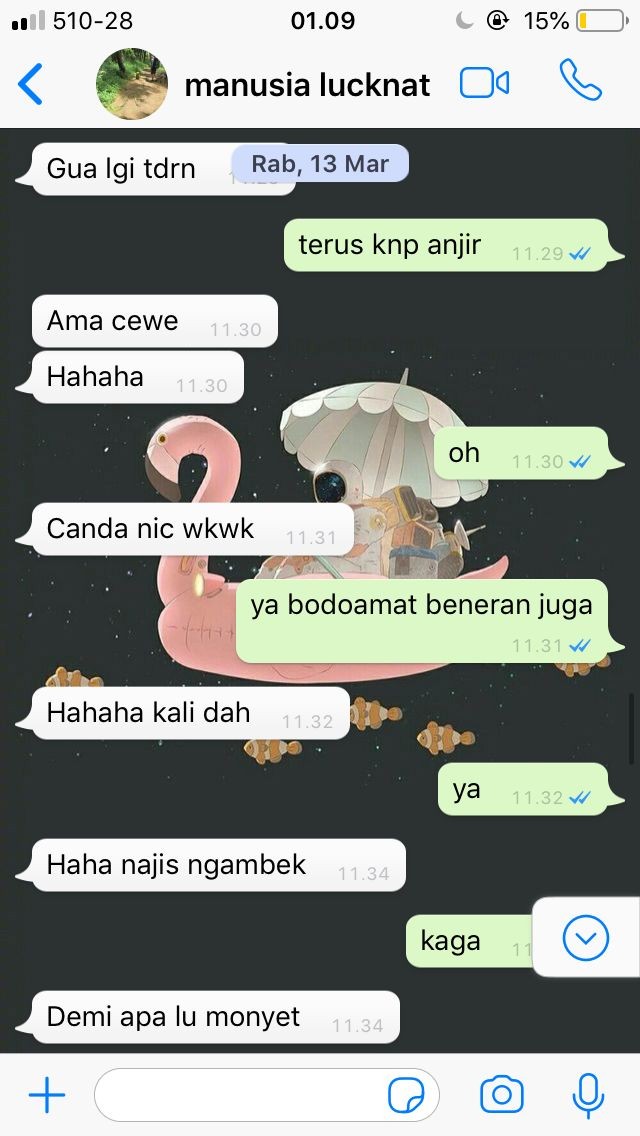 510-28 01.09 15%
manusia lucknat
Rab, 13 Mar
Gua lgi tdrn
terus knp anjir 11.29
Ama cewe 11.30
Hahaha 11.30
oh 11.30
Canda nic wkwk 11.31
ya bodoamat beneran juga
11.31
Hahaha kali dah 11.32
ya 11.32
Haha najis ngambek 11.34
kaga 11
Demi apa lu monyet 11.34